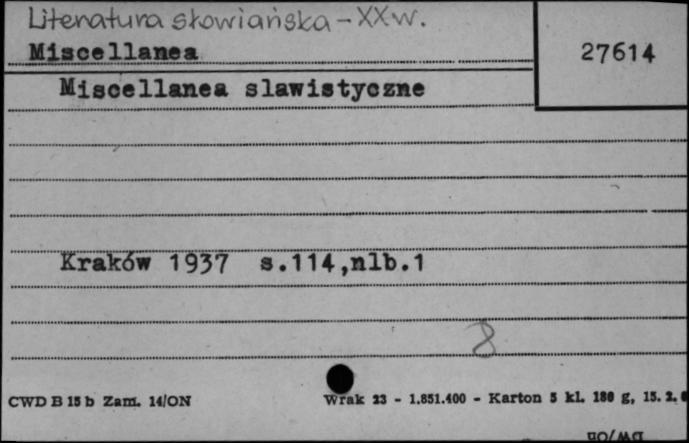 Literatura słowiańska - XX w.
Miscellanea
27614
Miscellanea slawistyczne
Kraków 1937 s.114,nlb.1
8
CWD B 15 b Zam. 14/ON
Wrak 23 - 1.851.400 - Karton 5 kl. 180 g, 15. 2.